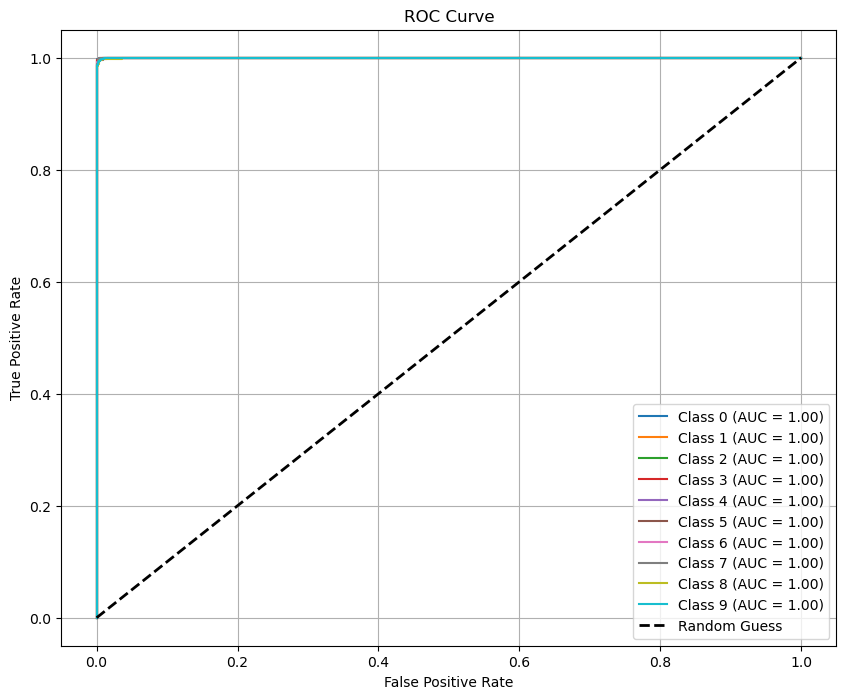 ROC Curve
1.0
0.8
0.6
0.4
0.2
0.0
True Positive Rate
0.0 0.2 0.4 0.6 0.8 1.0
False Positive Rate
Class 0 (AUC = 1.00)
Class 1 (AUC = 1.00)
Class 2 (AUC = 1.00)
Class 3 (AUC = 1.00)
Class 4 (AUC = 1.00)
Class 5 (AUC = 1.00)
Class 6 (AUC = 1.00)
Class 7 (AUC = 1.00)
Class 8 (AUC = 1.00)
Class 9 (AUC = 1.00)
Random Guess